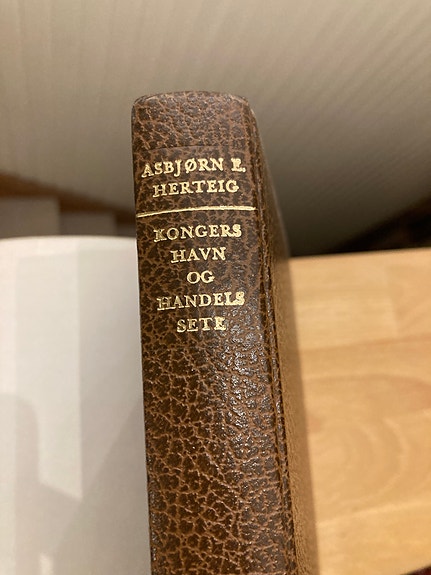 ASBJØRN E.
HERTEIG
KONGERS
HAVN
OG
HANDELS
SETE